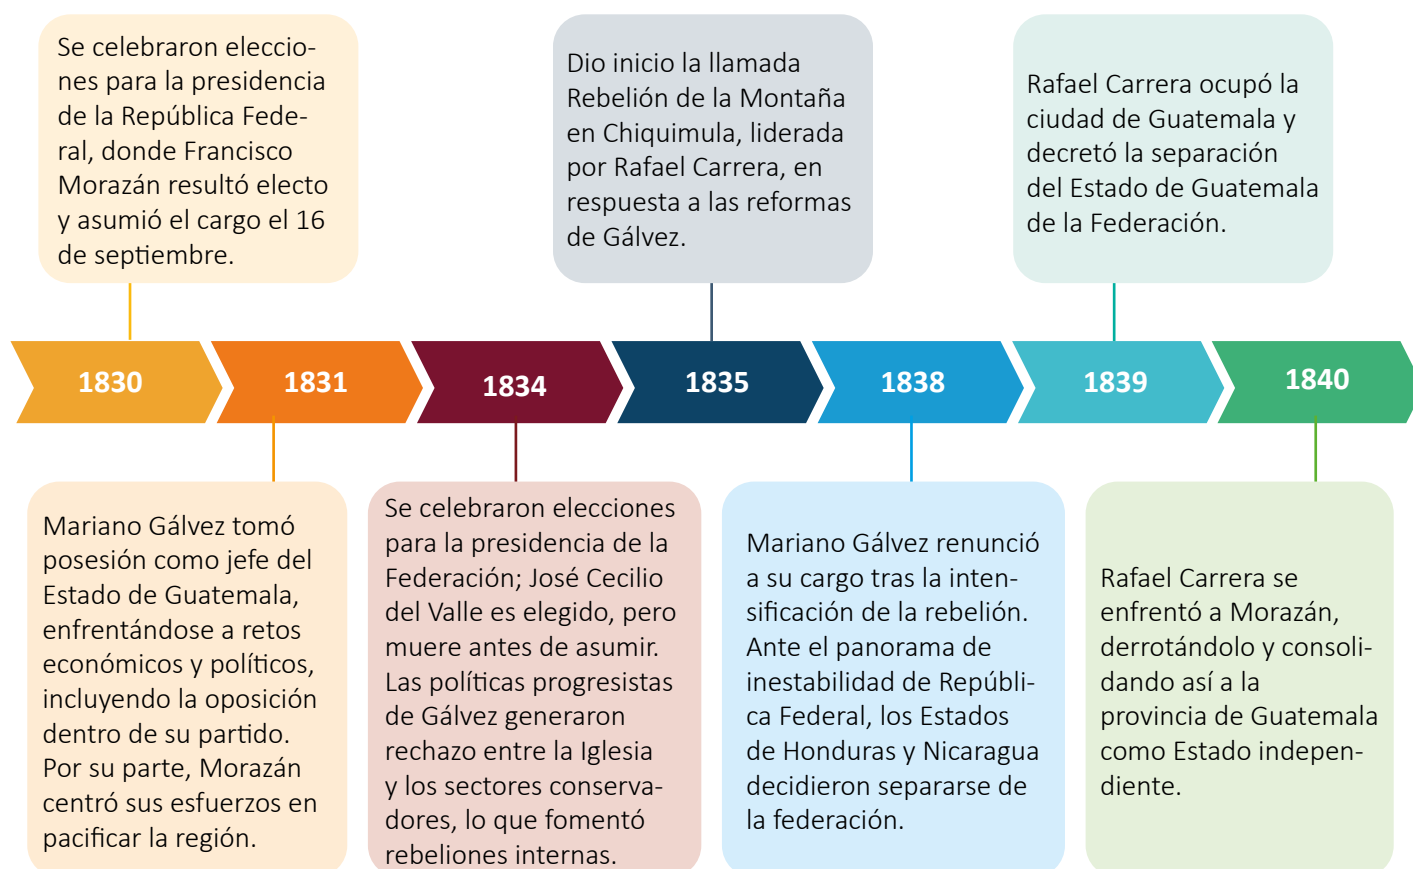 Se celebraron eleccio-
nes para la presidencia
de la República Fede-
ral, donde Francisco
Morazán resultó electo
y asumió el cargo el 16
de septiembre.
Dio inicio la llamada
Rebelión de la Montaña
en Chiquimula, liderada
por Rafael Carrera, en
respuesta a las reformas
de Gálvez.
Rafael Carrera ocupó la
ciudad de Guatemala y
decretó la separación
del Estado de Guatemala
de la Federación.
1830
1831
1834
1835
1838
1839
1840
Mariano Gálvez tomó
posesión como jefe del
Estado de Guatemala,
enfrentándose a retos
económicos y políticos,
incluyendo la oposición
dentro de su partido.
Por su parte, Morazán
centró sus esfuerzos en
pacificar la región.
Se celebraron elecciones
para la presidencia de la
Federación; José Cecilio
del Valle es elegido, pero
muere antes de asumir.
Las políticas progresistas
de Gálvez generaron
rechazo entre la Iglesia
y los sectores conserva-
dores, lo que fomentó
rebeliones internas.
Mariano Gálvez renunció
a su cargo tras la inten-
sificación de la rebelión.
Ante el panorama de
inestabilidad de Repúbli-
ca Federal, los Estados
de Honduras y Nicaragua
decidieron separarse de
la federación.
Rafael Carrera se
enfrentó a Morazán,
derrotándolo y consoli-
dando así a la
provincia de Guatemala
como Estado indepen-
diente.